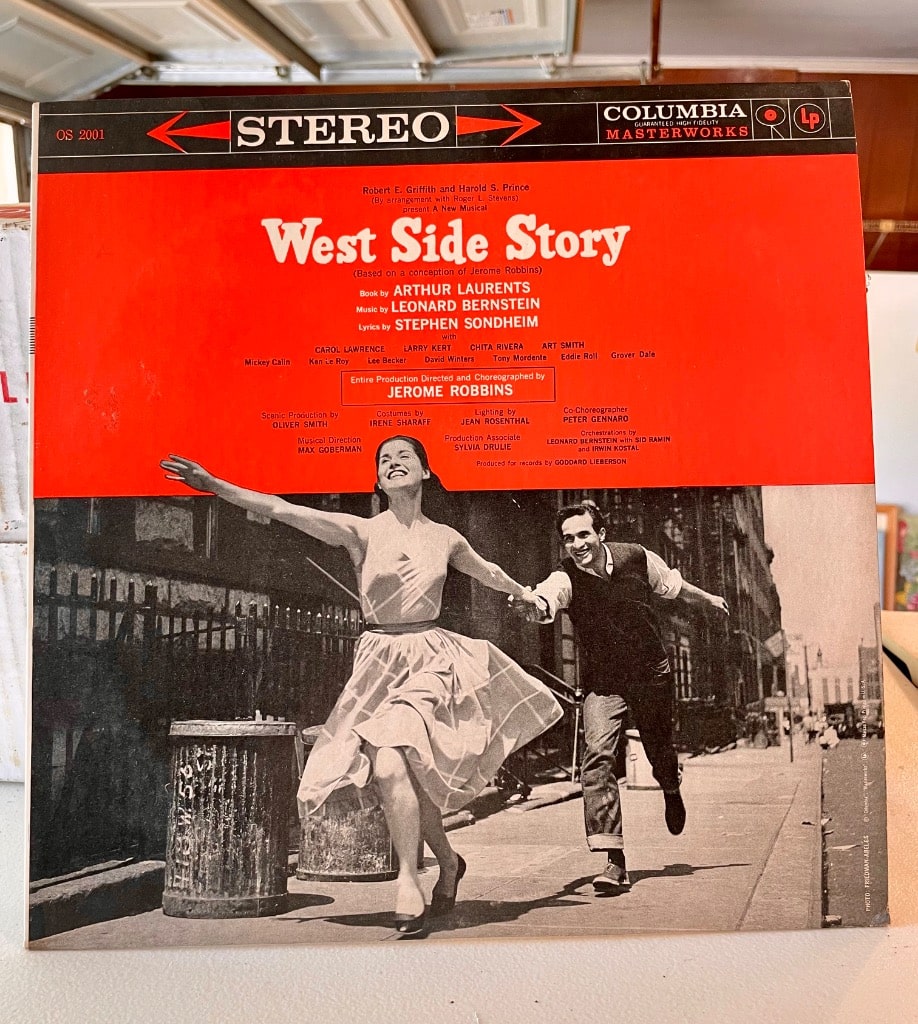 OS 2001
STEREO
COLUMBIA
GUARANTEED HIGH FIDELITY
MASTERWORKS
Lp
Robert E. Griffith and Harold S. Prince
(By arrangement with Roger L. Stevens)
present A New Musical
West Side Story
(Based on a conception of Jerome Robbins)
Book by ARTHUR LAURENTS
Music by LEONARD BERNSTEIN
Lyrics by STEPHEN SONDHEIM
with
CAROL LAWRENCE LARRY KERT CHITA RIVERA ART SMITH
Mickey Calin Ken Le Roy Lee Becker David Winters Tony Mordente Eddie Roll Grover Dale
Entire Production Directed and Choreographed by
JEROME ROBBINS
Scenic Production by
OLIVER SMITH
Costumes by
IRENE SHARAFF
Lighting by
JEAN ROSENTHAL
Co-Choreographer
PETER GENNARO
Musical Direction
MAX GOBERMAN
Production Associate
SYLVIA DRULIE
Orchestrations by
LEONARD BERNSTEIN with SID RAMIN
and IRWIN KOSTAL
Produced for records by GODDARD LIEBERSON
PHOTO: FRIEDMAN-ABELES